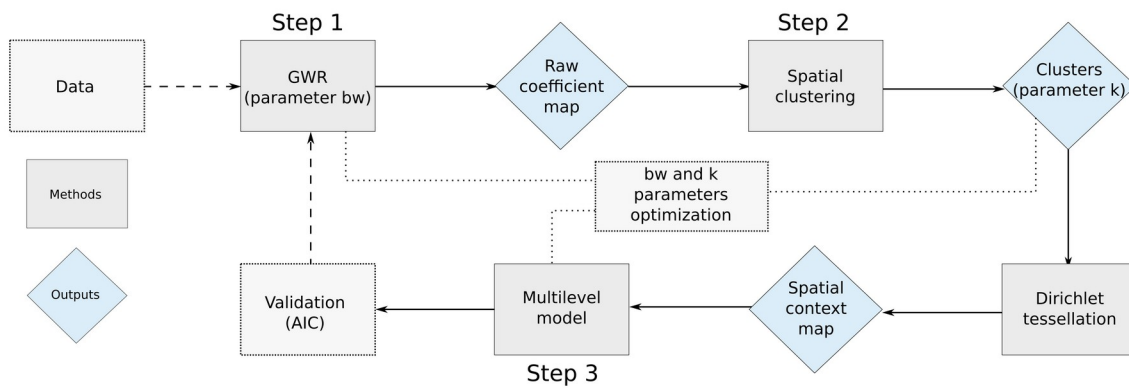 Step 1
Step 2
Data
GWR
(parameter bw)
Raw
coefficient
map
Spatial
clustering
Clusters
(parameter k)
Methods
bw and k
parameters
optimization
Outputs
Validation
(AIC)
Multilevel
model
Spatial
context
map
Dirichlet
tessellation
Step 3